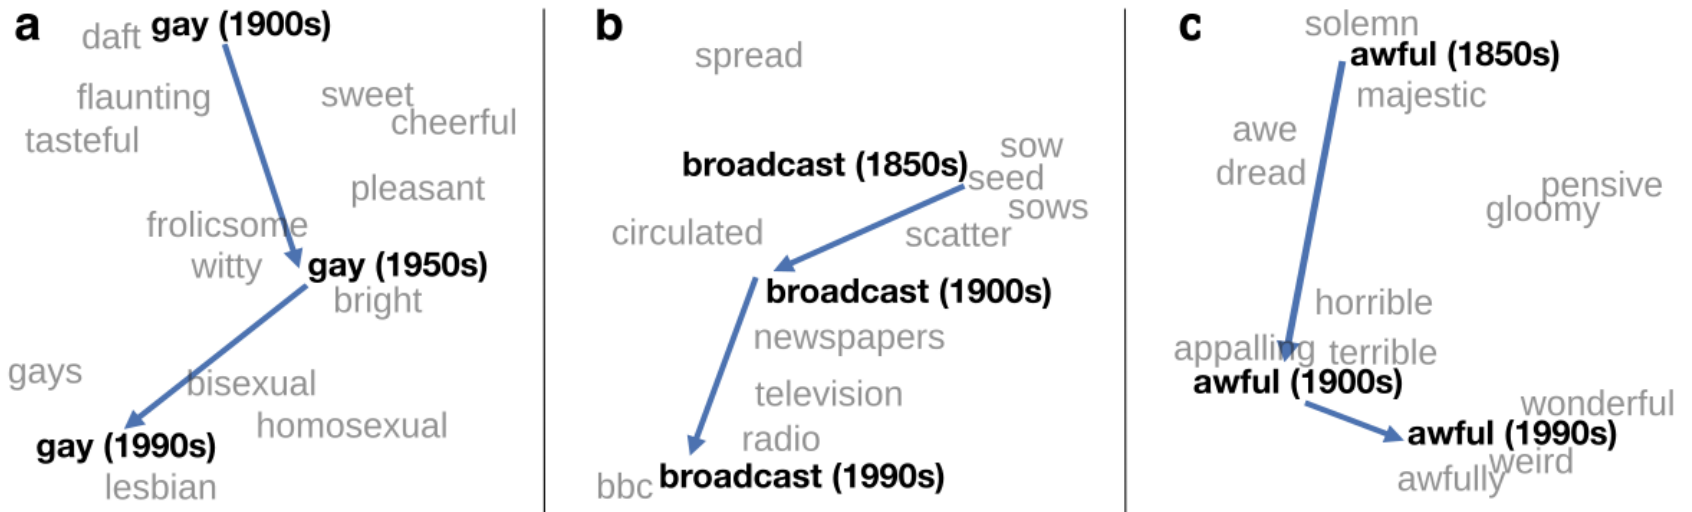 a
daft gay (1900s)
flaunting
sweet
cheerful
tasteful
pleasant
frolicsome
witty
gay (1950s)
bright
gays
bisexual
homosexual
gay (1990s)
lesbian
b
spread
broadcast (1850s)
sow
seed
sows
circulated
scatter
broadcast (1900s)
newspapers
television
radio
bbc broadcast (1990s)
c
solemn
awful (1850s)
majestic
awe
dread
pensive
gloomy
horrible
appalling terrible
awful (1900s)
wonderful
awful (1990s)
weird
awfully